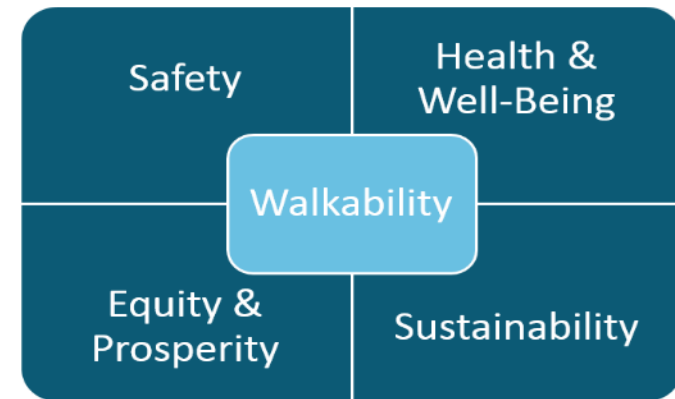 Safety
Health &
Well-Being
Walkability
Equity &
Prosperity
Sustainability